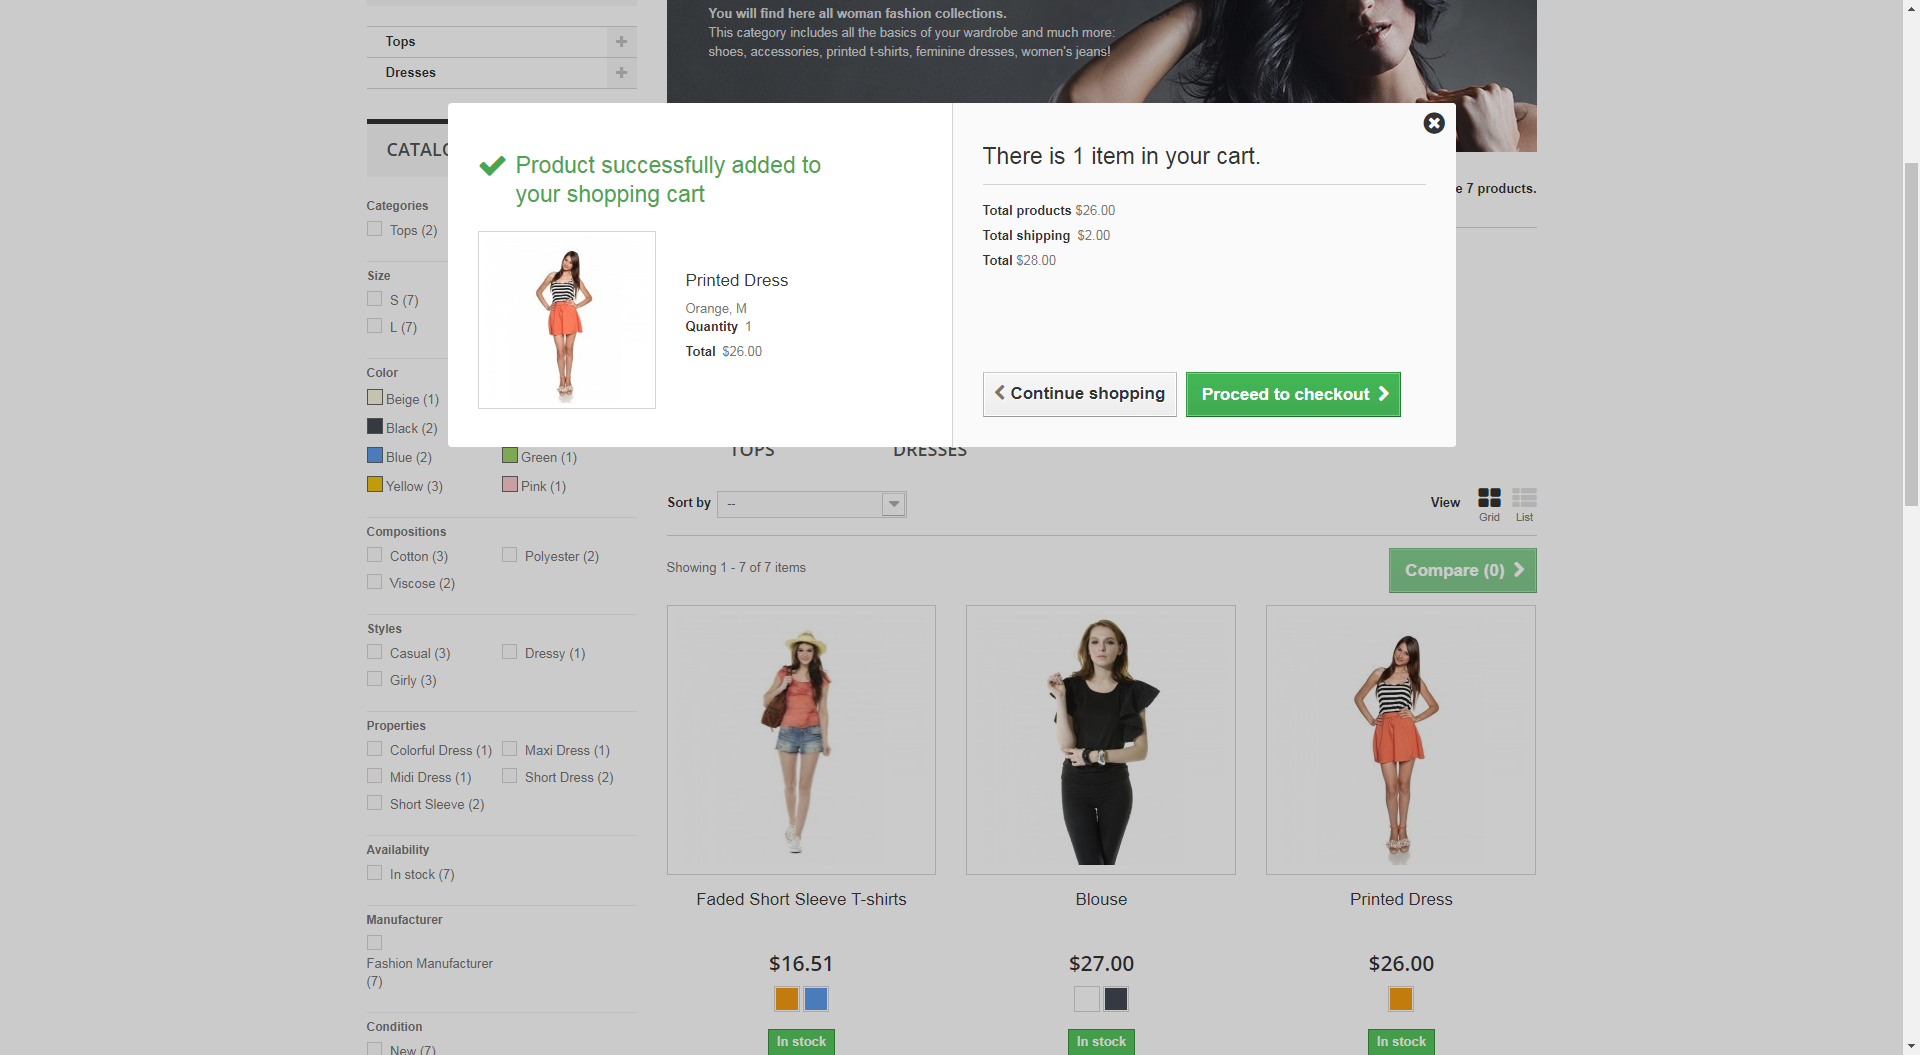 You will find here all woman fashion collections.
This category includes all the basics of your wardrobe and much more:
shoes, accessories, printed t-shirts, feminine dresses, women's jeans!
Tops
Dresses
CATALO
Categories
Tops (2)
Size
S (7)
L (7)
Color
Beige (1)
Black (2)
Blue (2)
Green (1)
Yellow (3)
Pink (1)
Compositions
Cotton (3)
Polyester (2)
Viscose (2)
Styles
Casual (3)
Dressy (1)
Girly (3)
Properties
Colorful Dress (1)
Maxi Dress (1)
Midi Dress (1)
Short Dress (2)
Short Sleeve (2)
Availability
In stock (7)
Manufacturer
Fashion Manufacturer
(7)
Condition
New (7)
Product successfully added to
your shopping cart
Printed Dress
Orange, M
Quantity 1
Total $26.00
There is 1 item in your cart.
Total products $26.00
Total shipping $2.00
Total $28.00
Continue shopping
Proceed to checkout
e 7 products.
TOPS
DRESSES
Sort by --
View
Grid
List
Showing 1 - 7 of 7 items
Compare (0)
Faded Short Sleeve T-shirts
$16.51
In stock
Blouse
$27.00
In stock
Printed Dress
$26.00
In stock